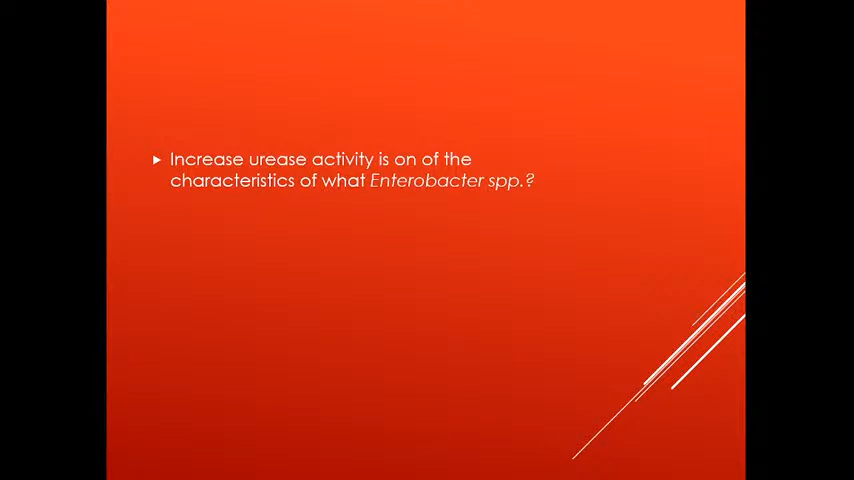 Increase urease activity is on of the
characteristics of what Enterobacter spp.?